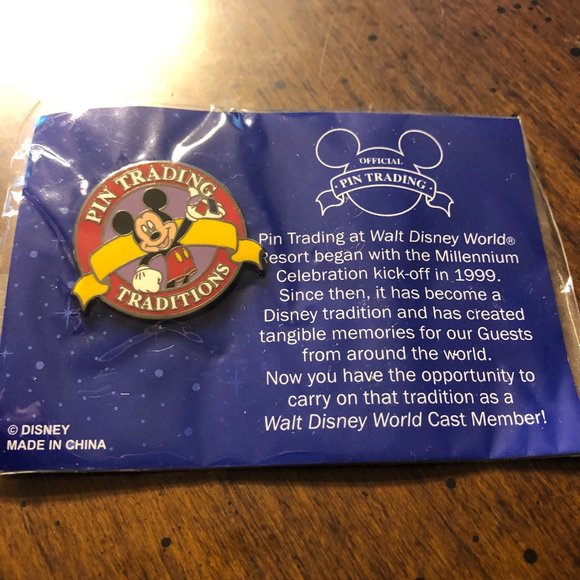 PIN TRADING
TRADITIONS
OFFICIAL
· PIN TRADING ·
Pin Trading at Walt Disney World®
Resort began with the Millennium
Celebration kick-off in 1999.
Since then, it has become a
Disney tradition and has created
tangible memories for our Guests
from around the world.
Now you have the opportunity to
carry on that tradition as a
Walt Disney World Cast Member!
© DISNEY
MADE IN CHINA